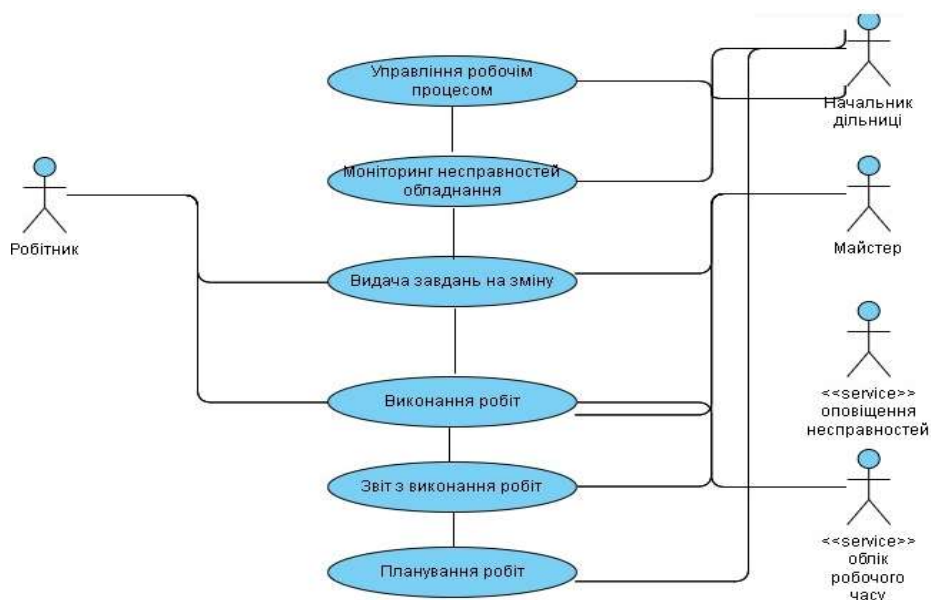 Управління робочім
процесом
Начальник
дільниці
Моніторинг несправностей
обладнання
Робітник
Майстер
Видача завдань на зміну
Виконання робіт
<<service>>
оповіщення
несправностей
Звіт з виконання робіт
<<service>>
облік
робочого
часу
Планування робіт